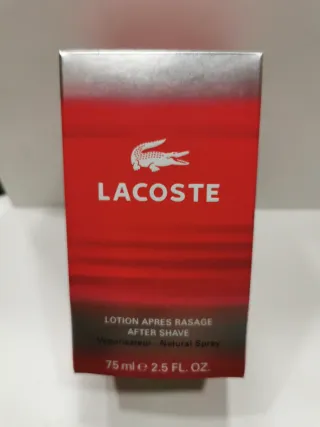 LACOSTE
LOTION APRES RASAGE
AFTER SHAVE
Vaporisateur - Natural Spray
75 ml ℮ 2.5 FL. OZ.